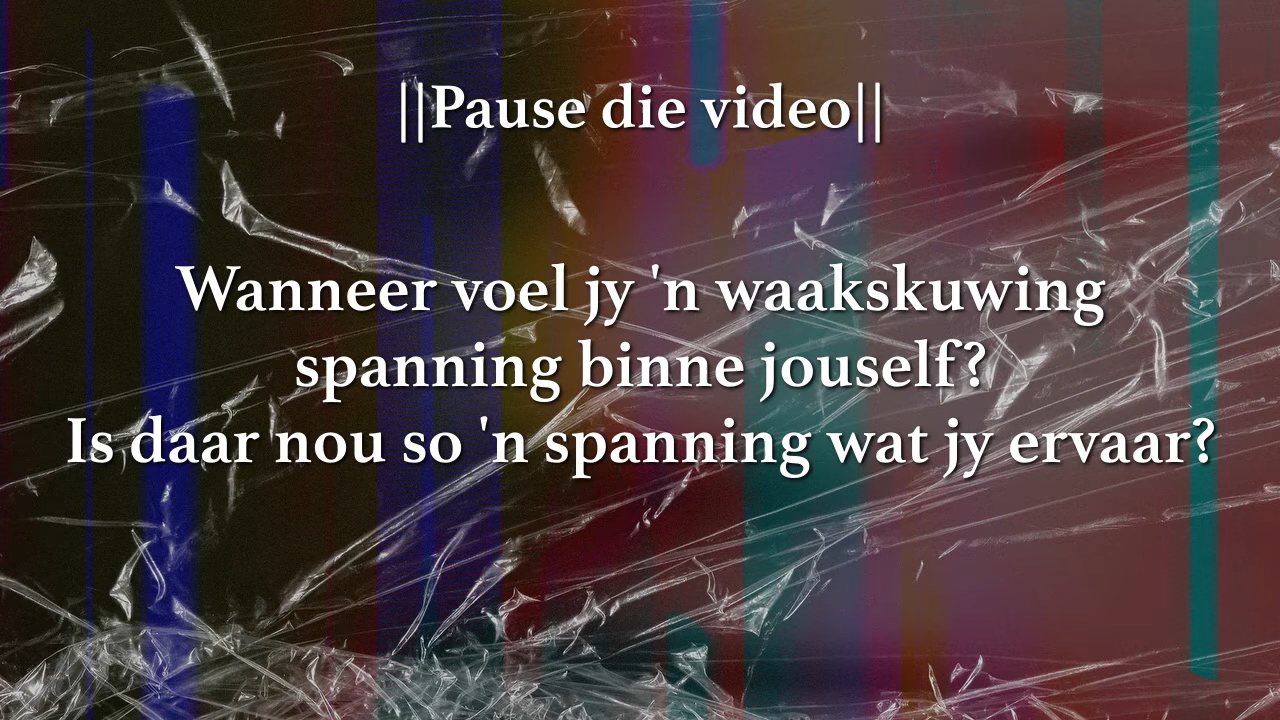 ||Pause die video||
Wanneer voel jy 'n waakskuwing
spanning binne jouself?
Is daar nou so 'n spanning wat jy ervaar?